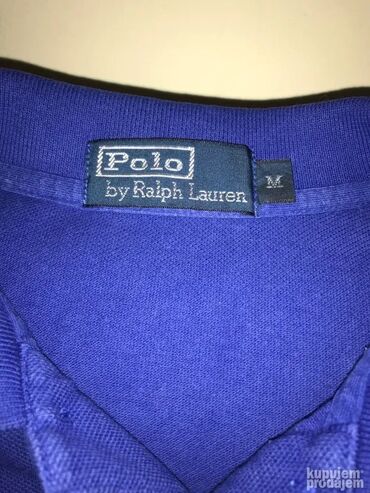 Polo
by Ralph Lauren
M
kupujem
prodajem